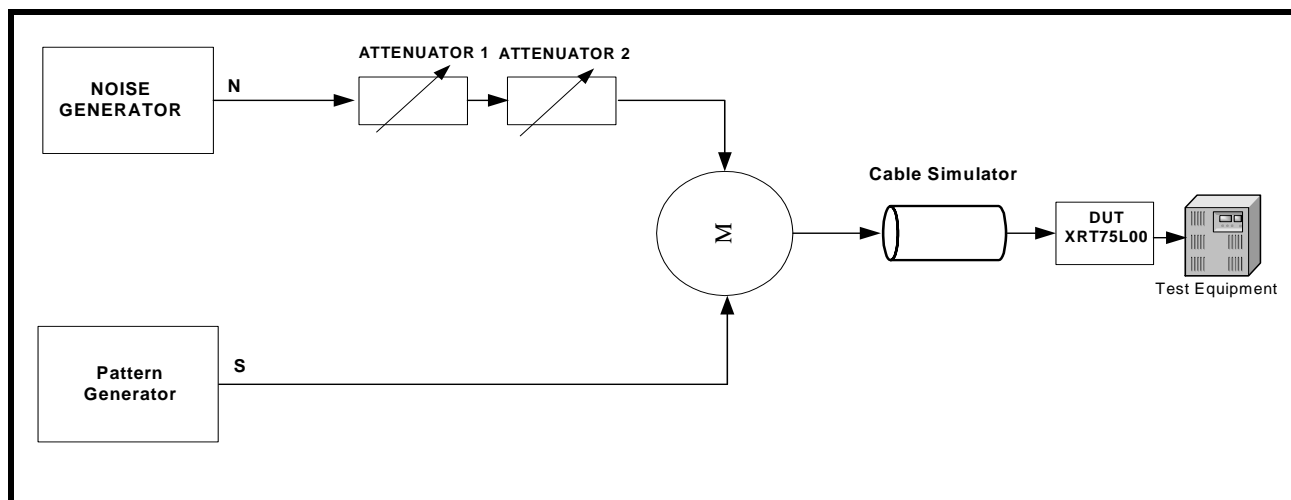 NOISE
GENERATOR
N
ATTENUATOR 1
ATTENUATOR 2
M
Cable Simulator
DUT
XRT75L00
Test Equipment
Pattern
Generator
S